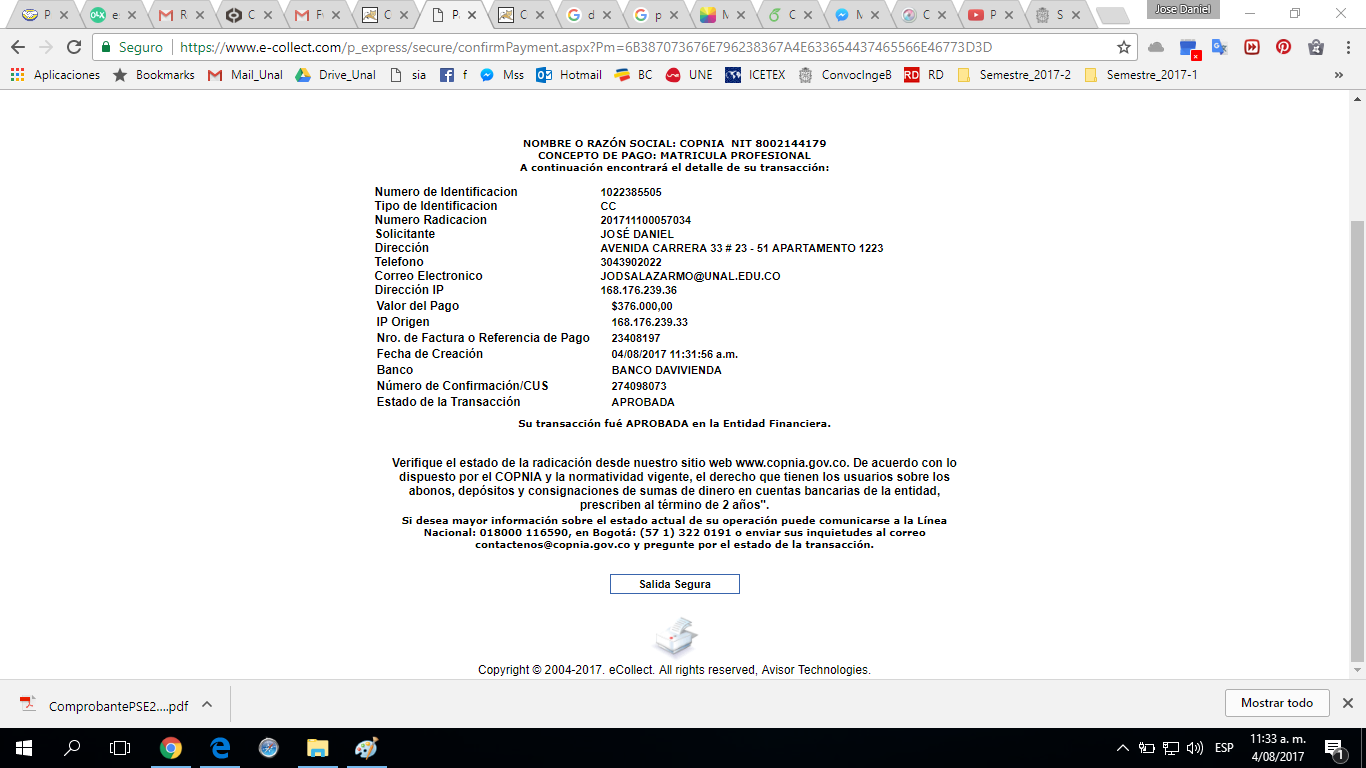 P
e
R
C
F
C
P
C
d
p
M
C
M
C
P
S
Jose Daniel
Seguro
https://www.e-collect.com/p_express/secure/confirmPayment.aspx?Pm=6B387073676E796238367A4E633654437465566E46773D3D
Aplicaciones
Bookmarks
Mail_Unal
Drive_Unal
sia
f
Mss
Hotmail
BC
UNE
ICETEX
ConvocIngeB
RD
Semestre_2017-2
Semestre_2017-1
»
NOMBRE O RAZÓN SOCIAL: COPNIA NIT 8002144179
CONCEPTO DE PAGO: MATRICULA PROFESIONAL
A continuación encontrará el detalle de su transacción:
Numero de Identificacion 1022385505
Tipo de Identificacion CC
Numero Radicacion 201711100057034
Solicitante JOSÉ DANIEL
Dirección AVENIDA CARRERA 33 # 23 - 51 APARTAMENTO 1223
Telefono 3043902022
Correo Electronico JODSALAZARMO@UNAL.EDU.CO
Dirección IP 168.176.239.36
Valor del Pago $376.000,00
IP Origen 168.176.239.33
Nro. de Factura o Referencia de Pago 23408197
Fecha de Creación 04/08/2017 11:31:56 a.m.
Banco BANCO DAVIVIENDA
Número de Confirmación/CUS 274098073
Estado de la Transacción APROBADA
Su transacción fué APROBADA en la Entidad Financiera.
Verifique el estado de la radicación desde nuestro sitio web www.copnia.gov.co. De acuerdo con lo
dispuesto por el COPNIA y la normatividad vigente, el derecho que tienen los usuarios sobre los
abonos, depósitos y consignaciones de sumas de dinero en cuentas bancarias de la entidad,
prescriben al término de 2 años".
Si desea mayor información sobre el estado actual de su operación puede comunicarse a la Línea
Nacional: 018000 116590, en Bogotá: (57 1) 322 0191 o enviar sus inquietudes al correo
contactenos@copnia.gov.co y pregunte por el estado de la transacción.
Salida Segura
Copyright © 2004-2017. eCollect. All rights reserved, Avisor Technologies.
ComprobantePSE2....pdf
Mostrar todo
ESP
11:33 a. m.
4/08/2017
1